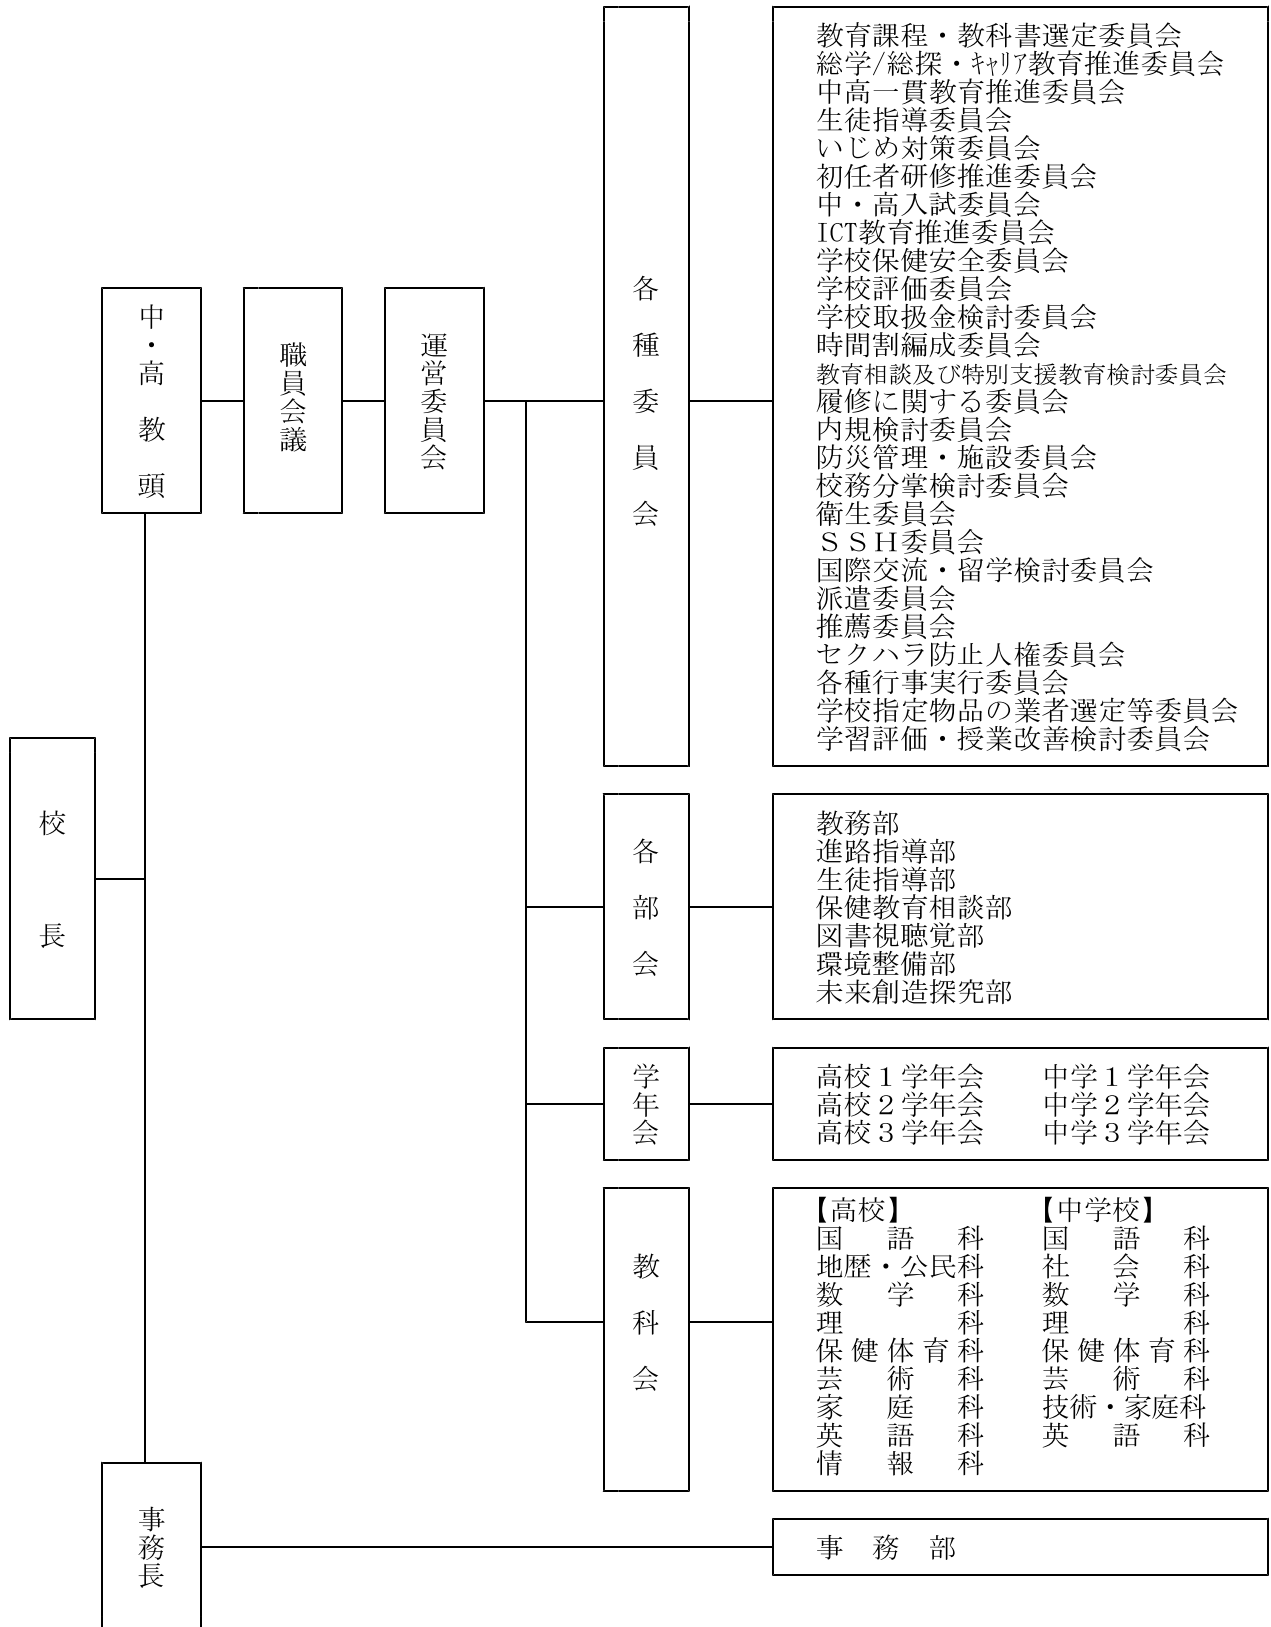 校長
中・高教頭
職員会議
運営委員会
各種委員会
教育課程・教科書選定委員会
総学/総探・ｷｬﾘｱ教育推進委員会
中高一貫教育推進委員会
生徒指導委員会
いじめ対策委員会
初任者研修推進委員会
中・高入試委員会
ICT教育推進委員会
学校保健安全委員会
学校評価委員会
学校取扱金検討委員会
時間割編成委員会
教育相談及び特別支援教育検討委員会
履修に関する委員会
内規検討委員会
防災管理・施設委員会
校務分掌検討委員会
衛生委員会
ＳＳＨ委員会
国際交流・留学検討委員会
派遣委員会
推薦委員会
セクハラ防止人権委員会
各種行事実行委員会
学校指定物品の業者選定等委員会
学習評価・授業改善検討委員会
各部会
教務部
進路指導部
生徒指導部
保健教育相談部
図書視聴覚部
環境整備部
未来創造探究部
学年会
高校１学年会　　中学１学年会
高校２学年会　　中学２学年会
高校３学年会　　中学３学年会
教科会
【高校】　　【中学校】
国語科　　国語科
地歴・公民科　　社会科
数学科　　数学科
理科　　理科
保健体育科　　保健体育科
芸術科　　芸術科
家庭科　　技術・家庭科
英語科　　英語科
情報科
事務長
事務部